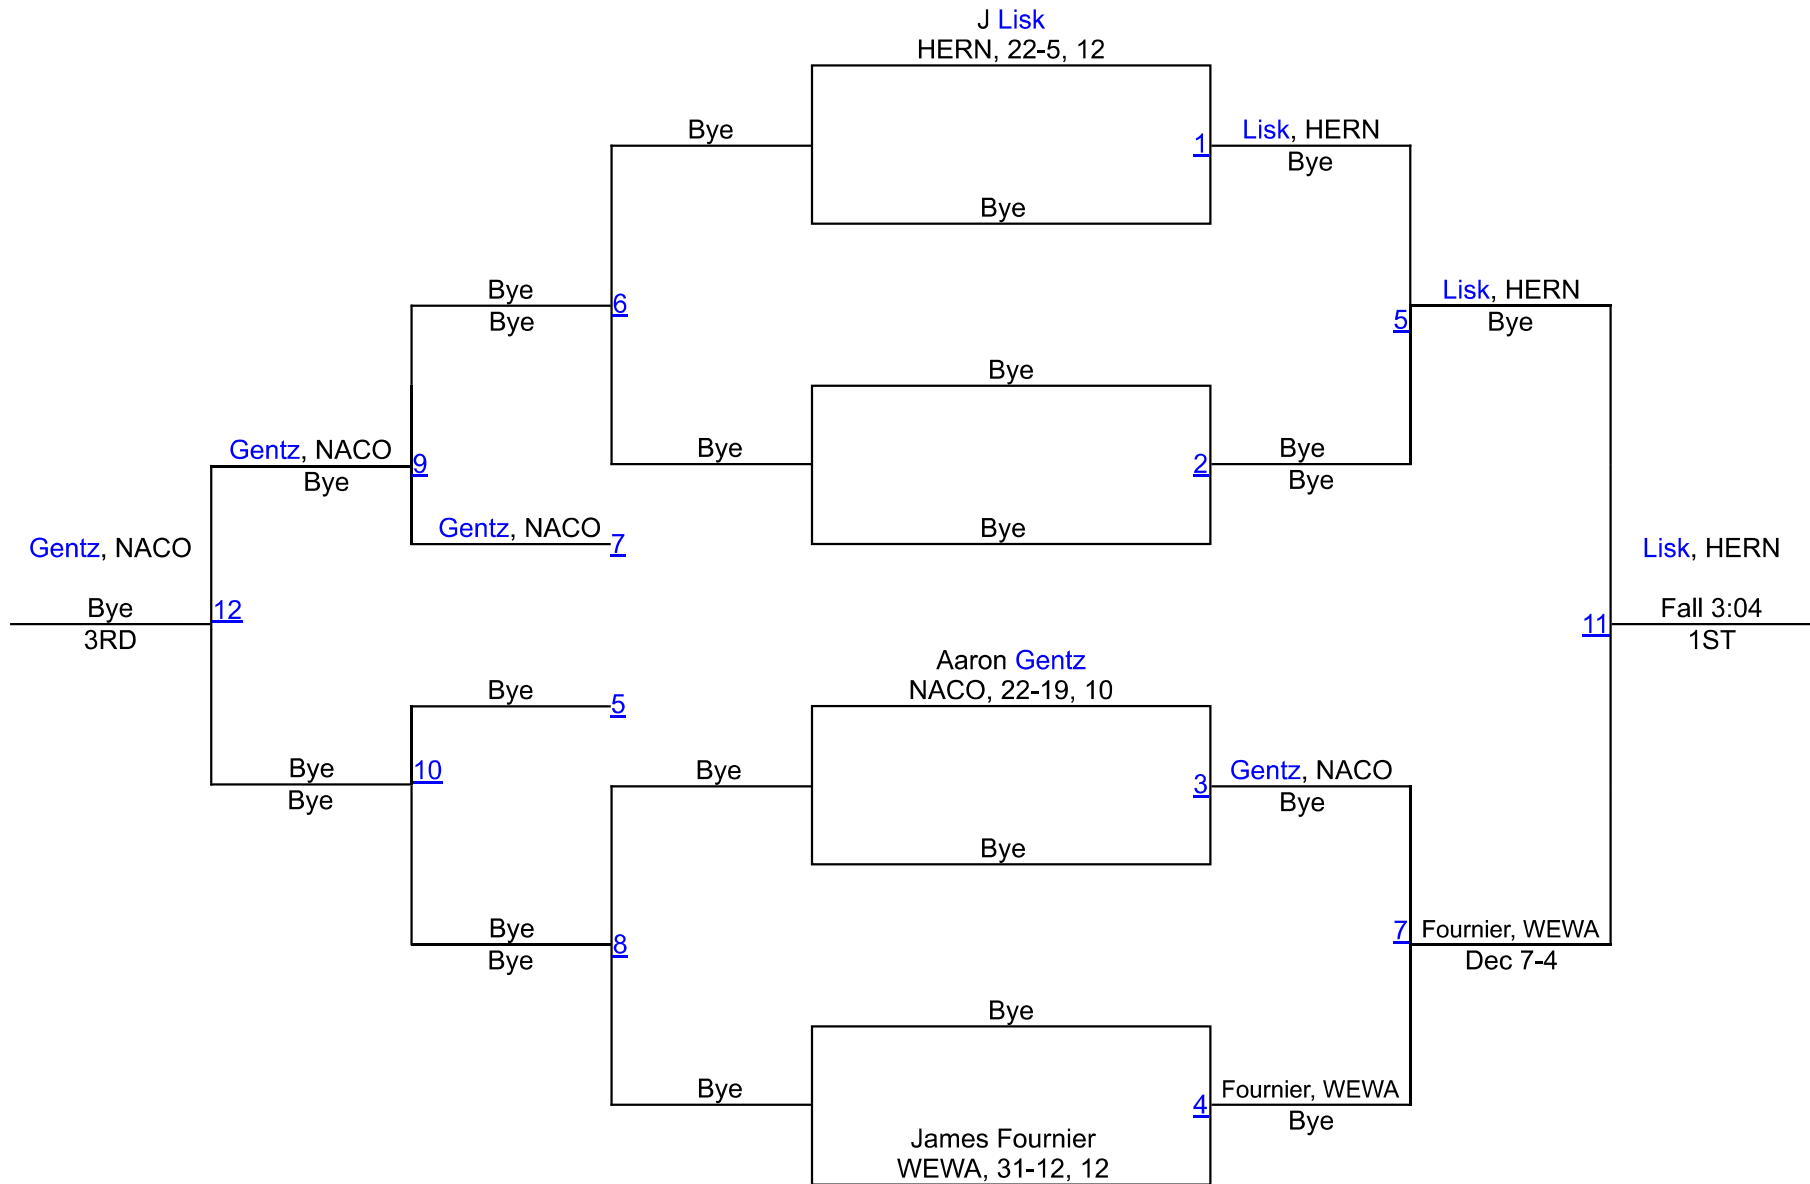 J Lisk
HERN, 22-5, 12
Bye
1
Lisk, HERN
Bye
Bye
Bye
Bye
6
5
Lisk, HERN
Bye
Bye
Gentz, NACO
Bye
9
Bye
2
Bye
Bye
Bye
Gentz, NACO
7
Gentz, NACO
Bye
3RD
12
Lisk, HERN
Fall 3:04
1ST
11
Aaron Gentz
NACO, 22-19, 10
Bye
5
Bye
Bye
10
Bye
3
Gentz, NACO
Bye
Bye
Bye
Bye
8
7
Fournier, WEWA
Dec 7-4
Bye
Bye
4
Fournier, WEWA
Bye
James Fournier
WEWA, 31-12, 12